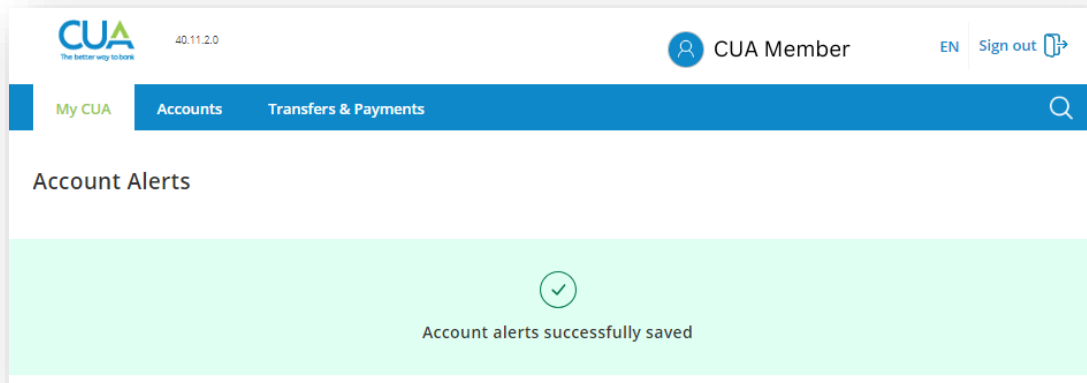 CUA
The better way to bank
40.11.2.0
CUA Member
EN
Sign out
My CUA
Accounts
Transfers & Payments
Account Alerts
Account alerts successfully saved